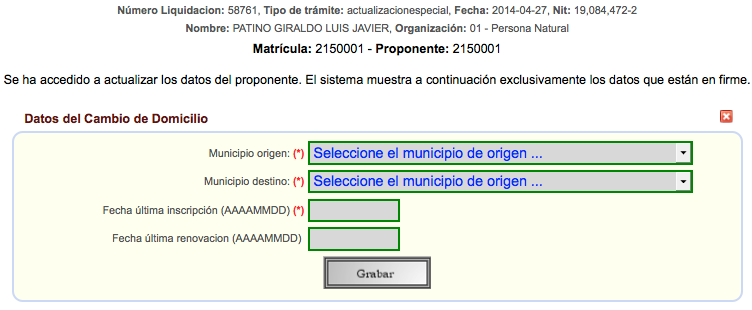 Número Liquidacion: 58761, Tipo de trámite: actualizacionespecial, Fecha: 2014-04-27, Nit: 19,084,472-2
Nombre: PATINO GIRALDO LUIS JAVIER, Organización: 01 - Persona Natural
Matrícula: 2150001 - Proponente: 2150001
Se ha accedido a actualizar los datos del proponente. El sistema muestra a continuación exclusivamente los datos que están en firme.
Datos del Cambio de Domicilio
Municipio origen: (*) Seleccione el municipio de origen ...
Municipio destino: (*) Seleccione el municipio de origen ...
Fecha última inscripción (AAAAMMDD) (*)
Fecha última renovacion (AAAAMMDD)
Grabar